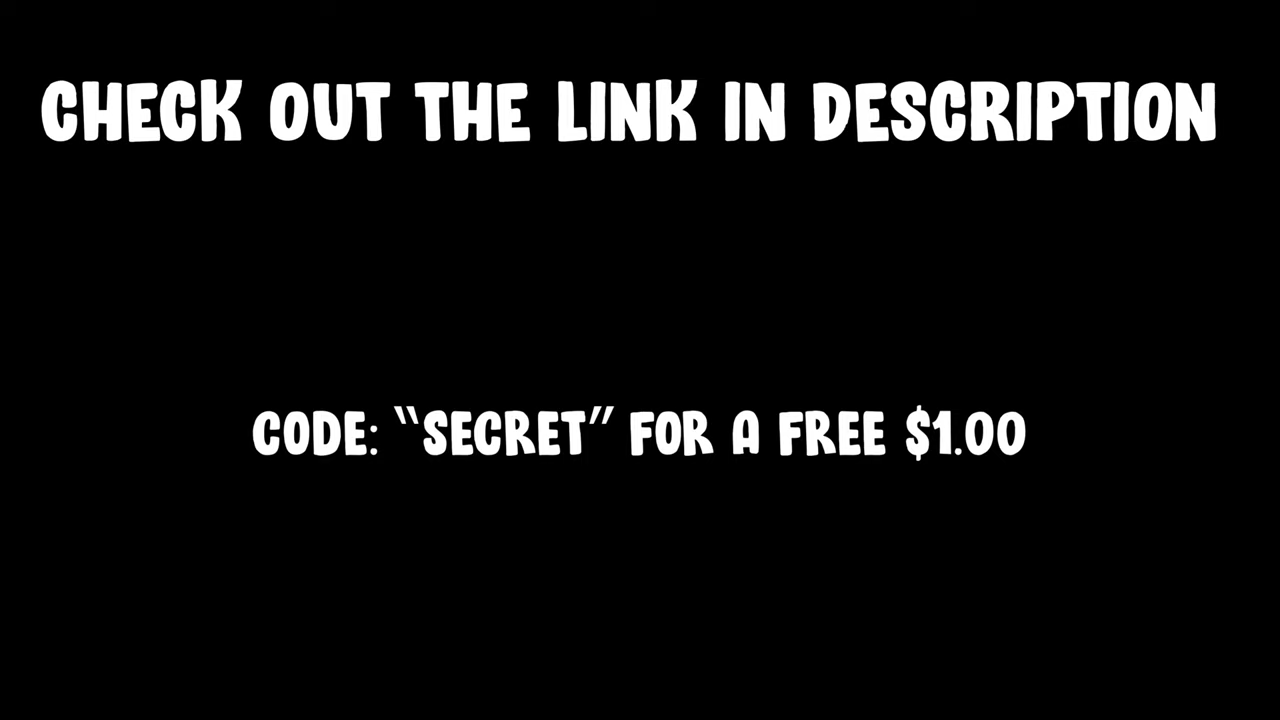 CHECK OUT THE LINK IN DESCRIPTION
CODE: “SECRET” FOR A FREE $1.00